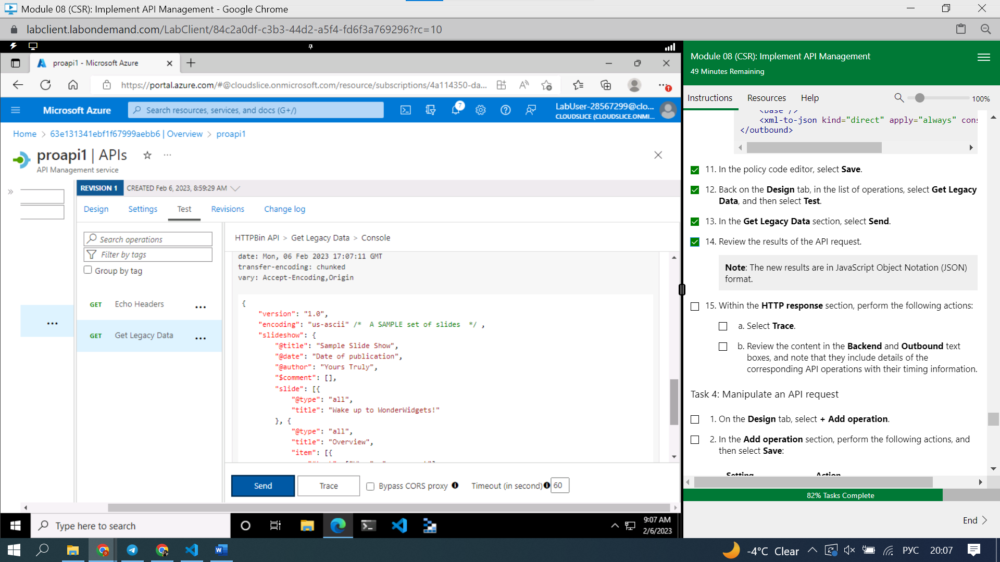 Module 08 (CSR): Implement API Management - Google Chrome
labclient.labondemand.com/LabClient/84c2a0df-c3b3-44d2-a5f4-fd6f3a769296?rc=10
proapi1 - Microsoft Azure
https://portal.azure.com/#@cloudslice.onmicrosoft.com/resource/subscriptions/4a114350-da...
Microsoft Azure
Search resources, services, and docs (G+/)
7
LabUser-28567299@clo...
CLOUDSLICE (CLOUDSLICE.ONMI...
Home > 63e131341ebf1f67999aebb6 | Overview > proapi1
proapi1 | APIs
API Management service
REVISION 1 CREATED Feb 6, 2023, 8:59:29 AM
Design Settings Test Revisions Change log
Search operations
Filter by tags
Group by tag
GET Echo Headers ...
GET Get Legacy Data ...
HTTPBin API > Get Legacy Data > Console
date: Mon, 06 Feb 2023 17:07:11 GMT
transfer-encoding: chunked
vary: Accept-Encoding,Origin
{
"version": "1.0",
"encoding": "us-ascii" /*  A SAMPLE set of slides  */ ,
"slideshow": {
"@title": "Sample Slide Show",
"@date": "Date of publication",
"@author": "Yours Truly",
"$comment": [],
"slide": [{
"@type": "all",
"title": "Wake up to WonderWidgets!"
}, {
"@type": "all",
"title": "Overview",
"item": [{
Send Trace Bypass CORS proxy Timeout (in second) 60
Type here to search
9:07 AM
2/6/2023
Module 08 (CSR): Implement API Management
49 Minutes Remaining
Instructions Resources Help 100%
<base />
<xml-to-json kind="direct" apply="always" cons
</outbound>
11. In the policy code editor, select Save.
12. Back on the Design tab, in the list of operations, select Get Legacy
Data, and then select Test.
13. In the Get Legacy Data section, select Send.
14. Review the results of the API request.
Note: The new results are in JavaScript Object Notation (JSON)
format.
15. Within the HTTP response section, perform the following actions:
a. Select Trace.
b. Review the content in the Backend and Outbound text
boxes, and note that they include details of the
corresponding API operations with their timing information.
Task 4: Manipulate an API request
1. On the Design tab, select + Add operation.
2. In the Add operation section, perform the following actions, and
then select Save:
Setting Action
82% Tasks Complete
End >
-4°C Clear РУС 20:07